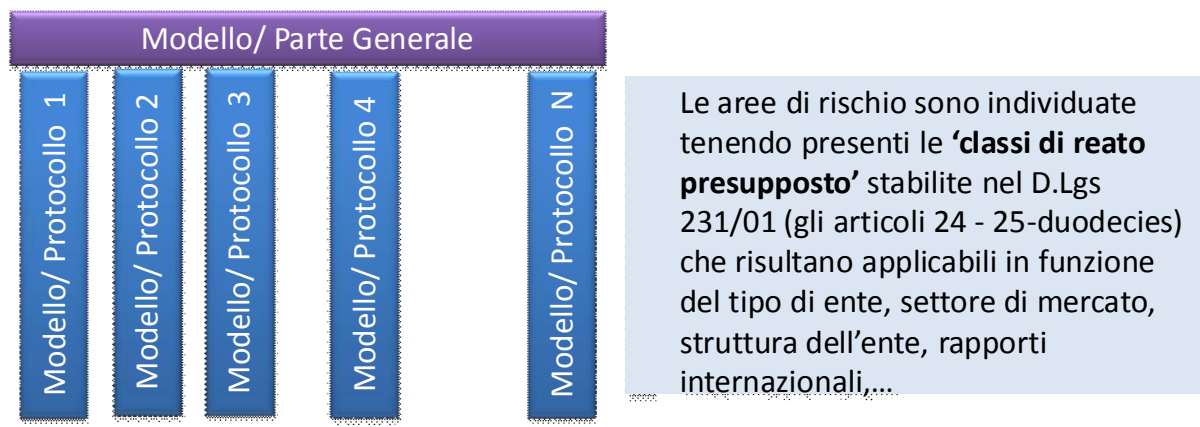 Modello/ Parte Generale
Modello/ Protocollo 1
Modello/ Protocollo 2
Modello/ Protocollo 3
Modello/ Protocollo 4
Modello/ Protocollo N
Le aree di rischio sono individuate
tenendo presenti le ‘classi di reato
presupposto’ stabilite nel D.Lgs
231/01 (gli articoli 24 - 25-duodecies)
che risultano applicabili in funzione
del tipo di ente, settore di mercato,
struttura dell’ente, rapporti
internazionali,...